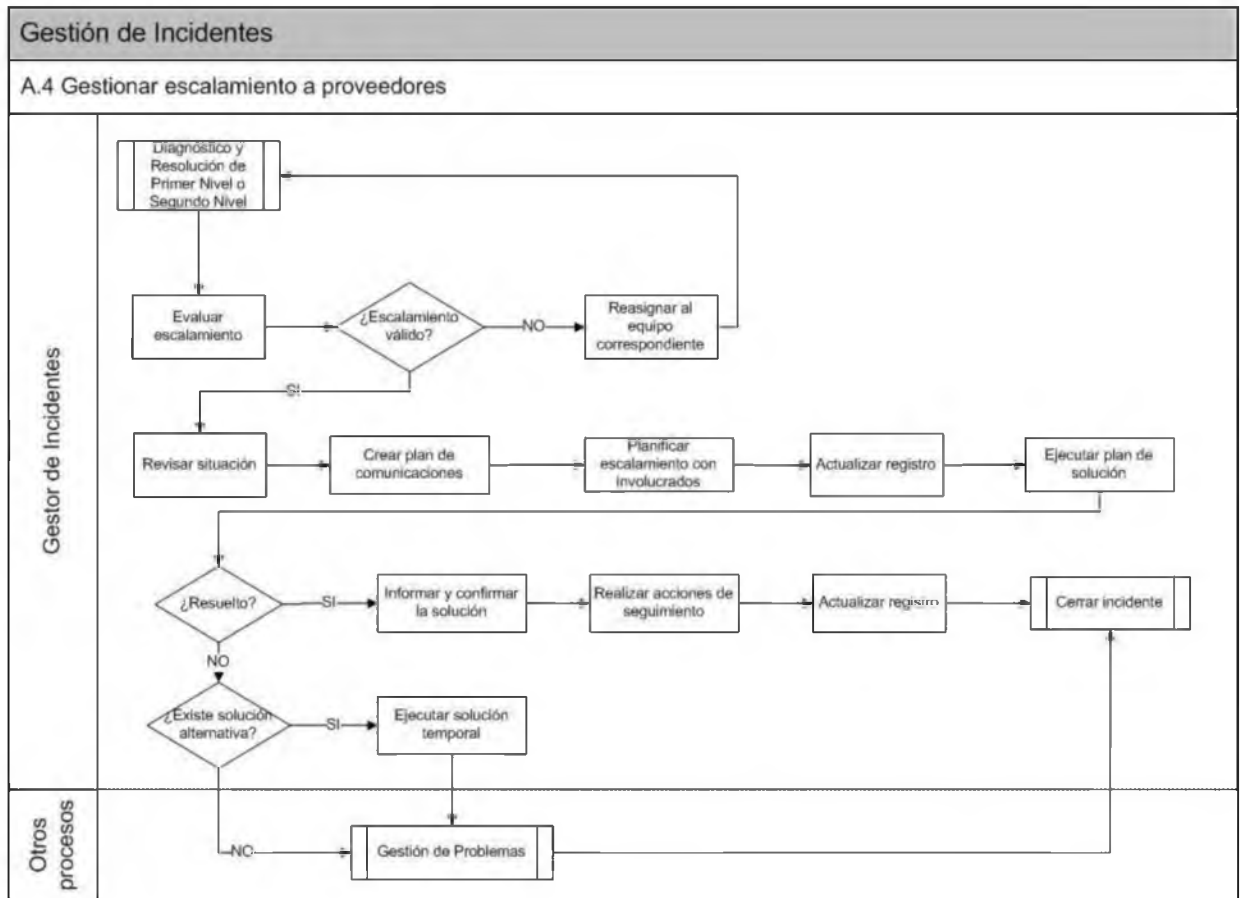 Gestión de Incidentes
A.4 Gestionar escalamiento a proveedores
Gestor de Incidentes
Diagnóstico y
Resolución de
Primer Nivel o
Segundo Nivel
Evaluar
escalamiento
¿Escalamiento
válido?
NO
Reasignar al
equipo
correspondiente
SI
Revisar situación
Crear plan de
comunicaciones
Planificar
escalamiento con
involucrados
Actualizar registro
Ejecutar plan de
solución
¿Resuelto?
SI
Informar y confirmar
la solución
Realizar acciones de
seguimiento
Actualizar registro
Cerrar incidente
NO
¿Existe solución
alternativa?
SI
Ejecutar solución
temporal
Otros
procesos
NO
Gestión de Problemas